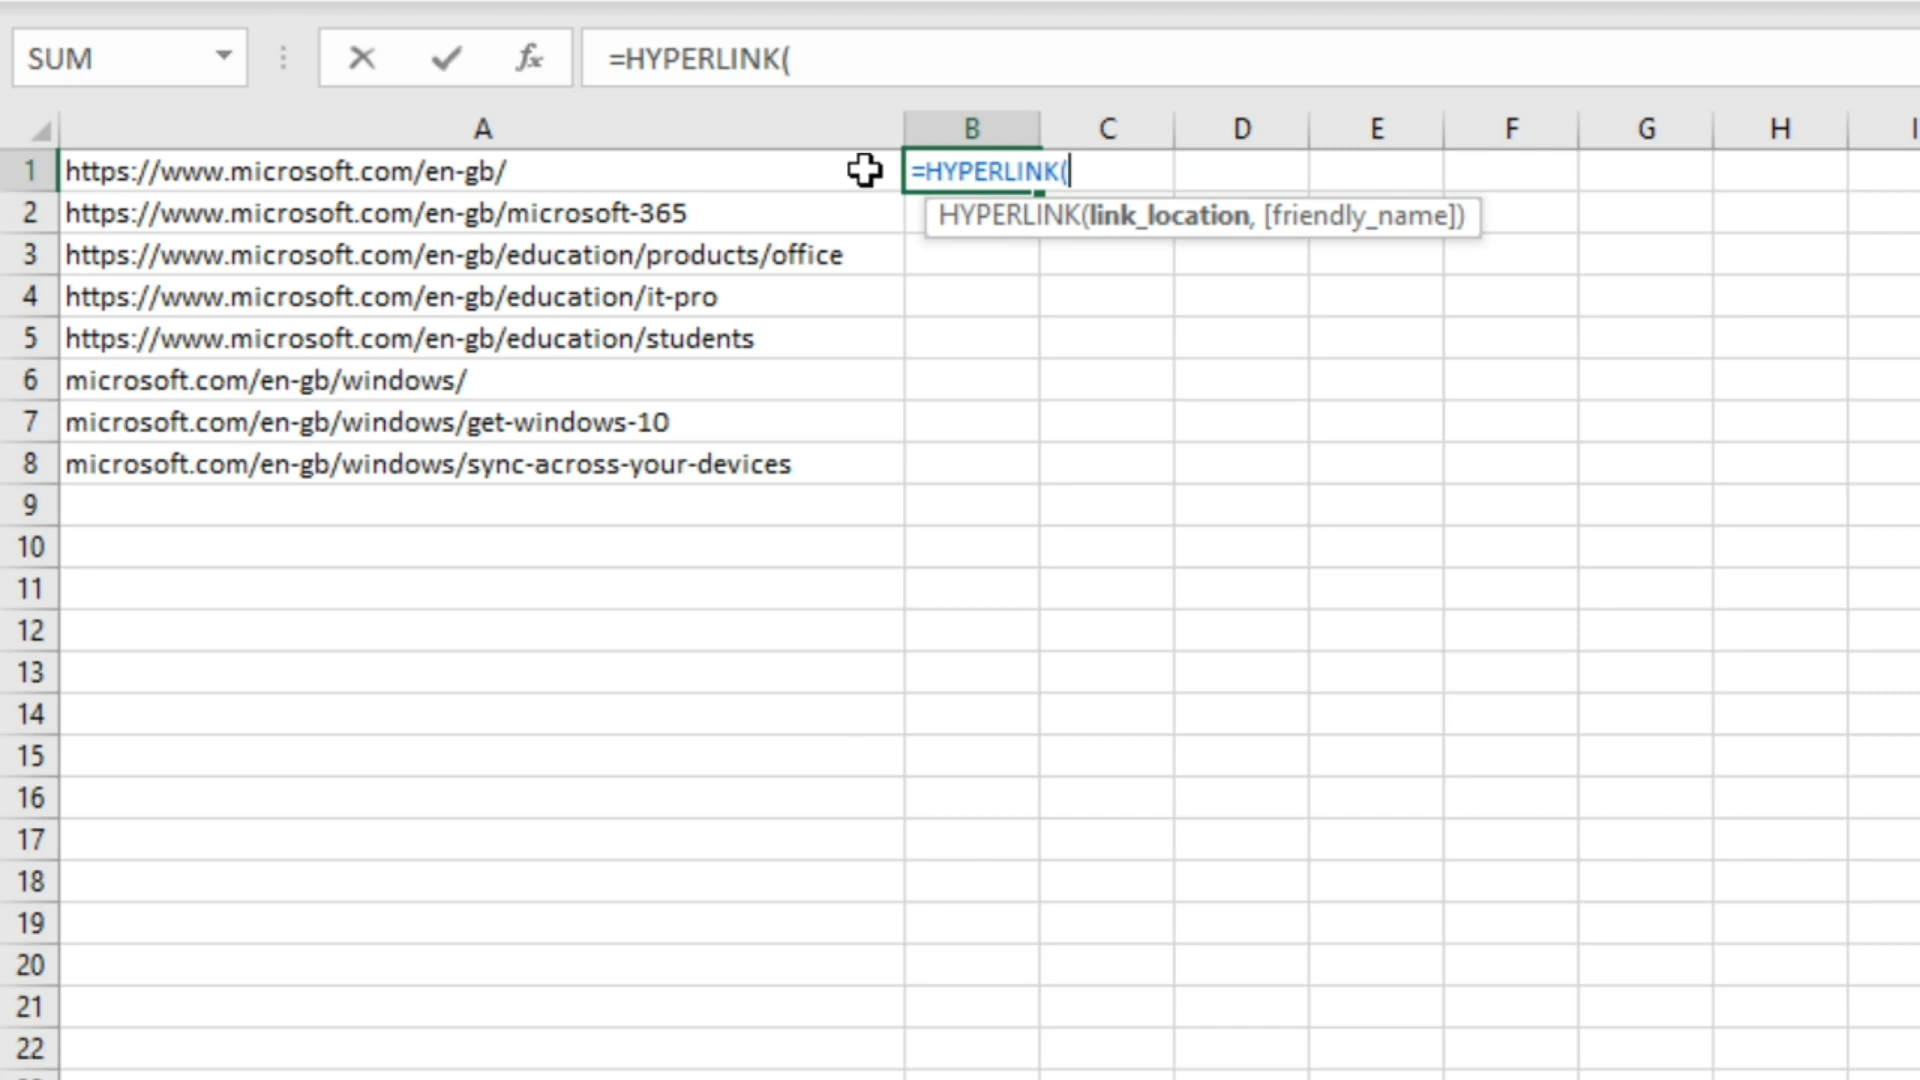 SUM =HYPERLINK(
A B C D E F G H
1 https://www.microsoft.com/en-gb/ =HYPERLINK(
2 https://www.microsoft.com/en-gb/microsoft-365 HYPERLINK(link_location, [friendly_name])
3 https://www.microsoft.com/en-gb/education/products/office
4 https://www.microsoft.com/en-gb/education/it-pro
5 https://www.microsoft.com/en-gb/education/students
6 microsoft.com/en-gb/windows/
7 microsoft.com/en-gb/windows/get-windows-10
8 microsoft.com/en-gb/windows/sync-across-your-devices
9
10
11
12
13
14
15
16
17
18
19
20
21
22